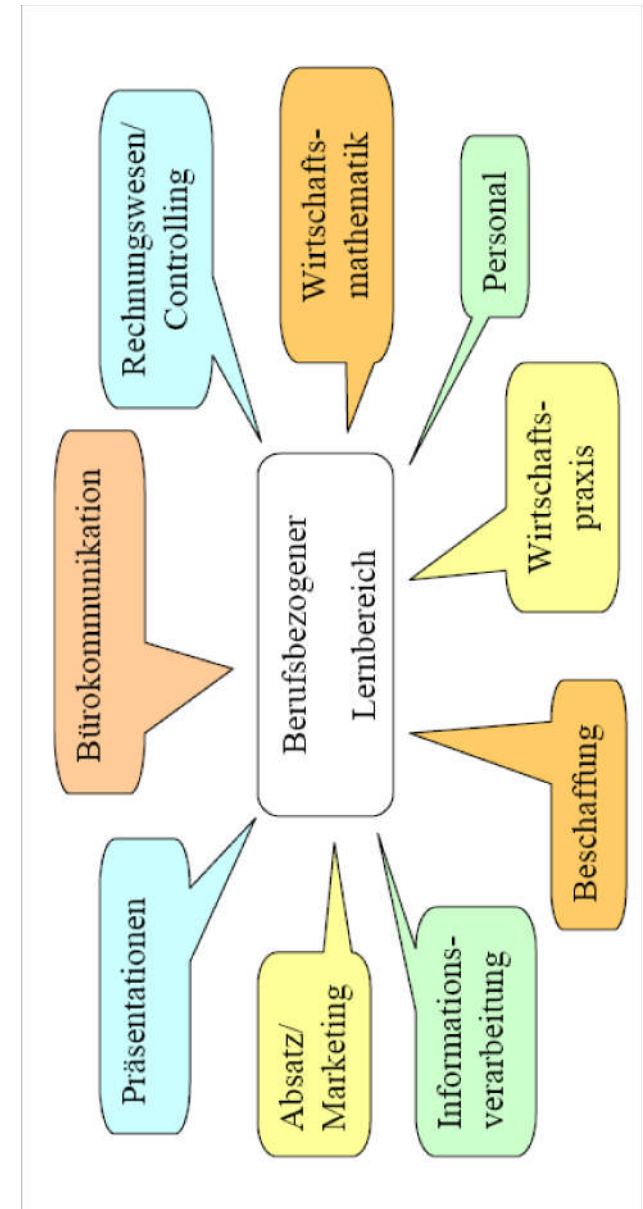 Präsentationen
Bürokommunikation
Rechnungswesen/
Controlling
Absatz/
Marketing
Berufsbezogener
Lernbereich
Wirtschafts-
mathematik
Informations-
verarbeitung
Beschaffung
Wirtschafts-
praxis
Personal